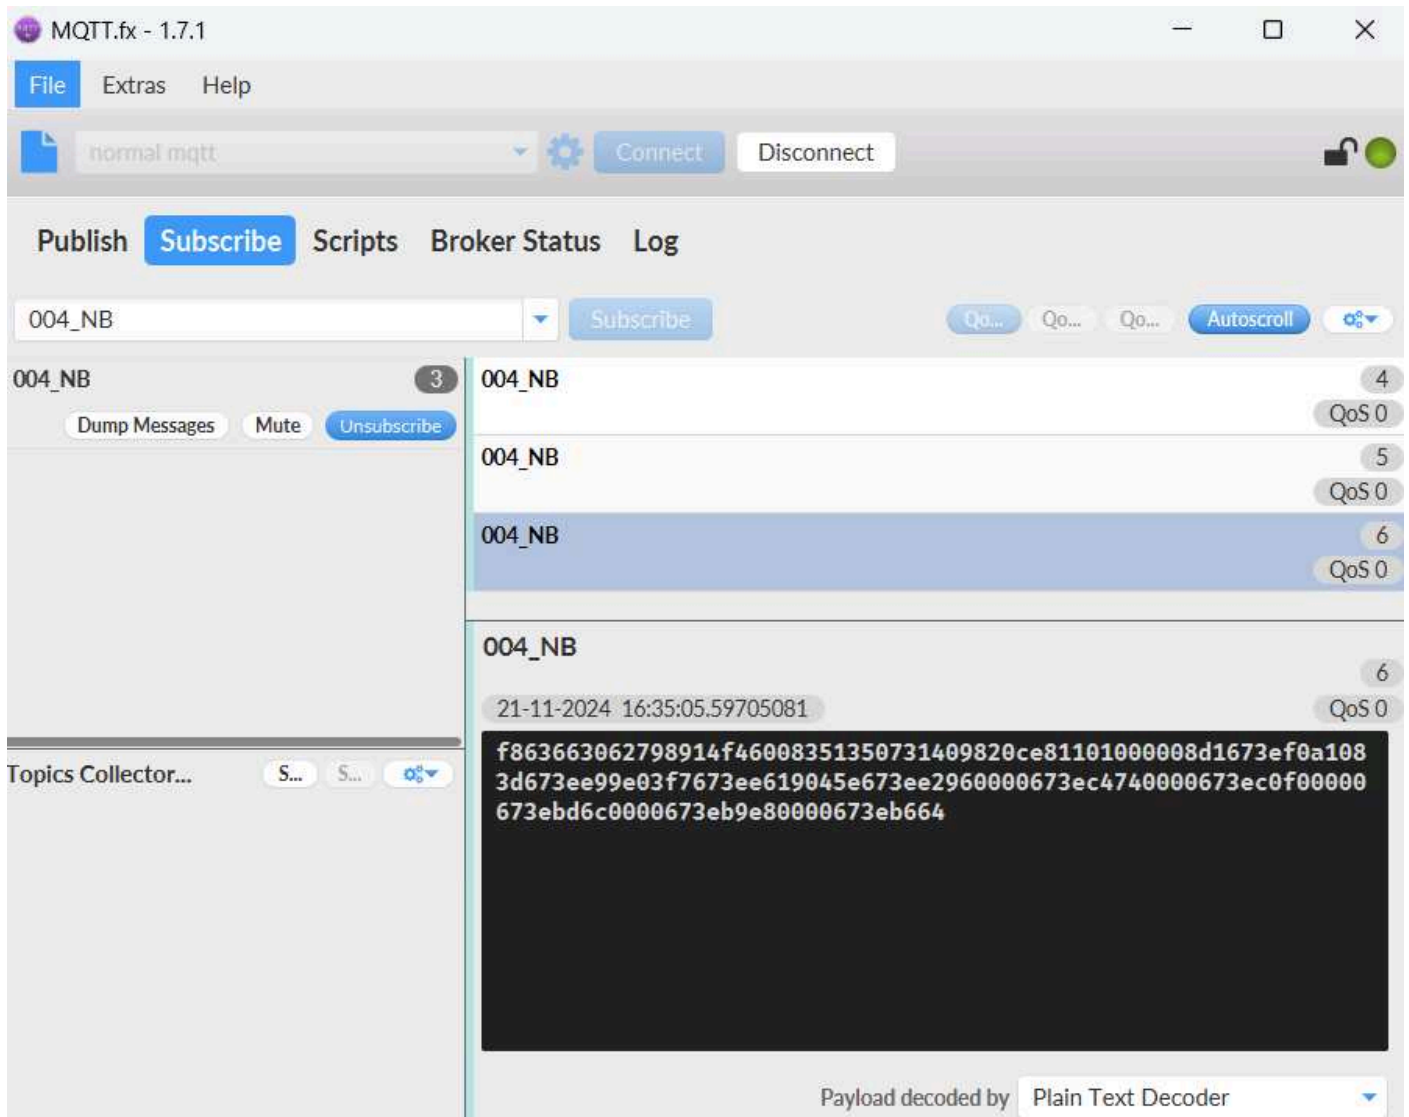 MQTT.fx - 1.7.1
File Extras Help
normal mqtt Connect Disconnect
Publish Subscribe Scripts Broker Status Log
004_NB Subscribe Qo... Qo... Qo... Autoscroll
004_NB 3
Dump Messages Mute Unsubscribe
004_NB 4
QoS 0
004_NB 5
QoS 0
004_NB 6
QoS 0
004_NB
6
21-11-2024 16:35:05.59705081 QoS 0
f863663062798914f46008351350731409820ce81101000008d1673ef0a108
3d673ee99e03f7673ee619045e673ee2960000673ec4740000673ec0f00000
673ebd6c0000673eb9e80000673eb664
Topics Collector... S... S...
Payload decoded by Plain Text Decoder